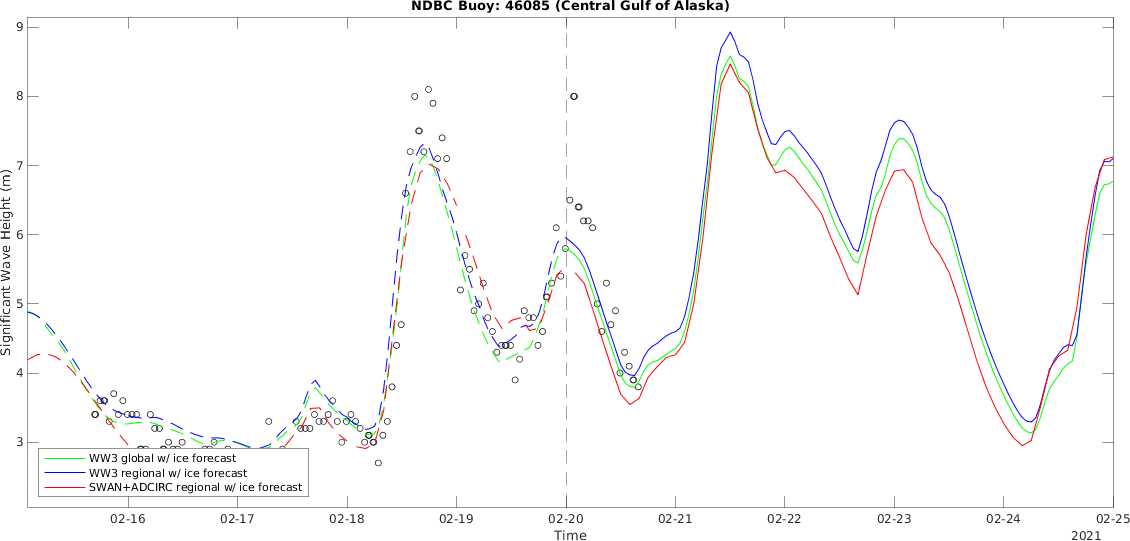 NDBC Buoy: 46085 (Central Gulf of Alaska)
9
8
7
6
5
4
3
Significant Wave Height (m)
WW3 global w/ ice forecast
WW3 regional w/ ice forecast
SWAN+ADCIRC regional w/ ice forecast
02-16 02-17 02-18 02-19 02-20 02-21 02-22 02-23 02-24 02-25
Time
2021